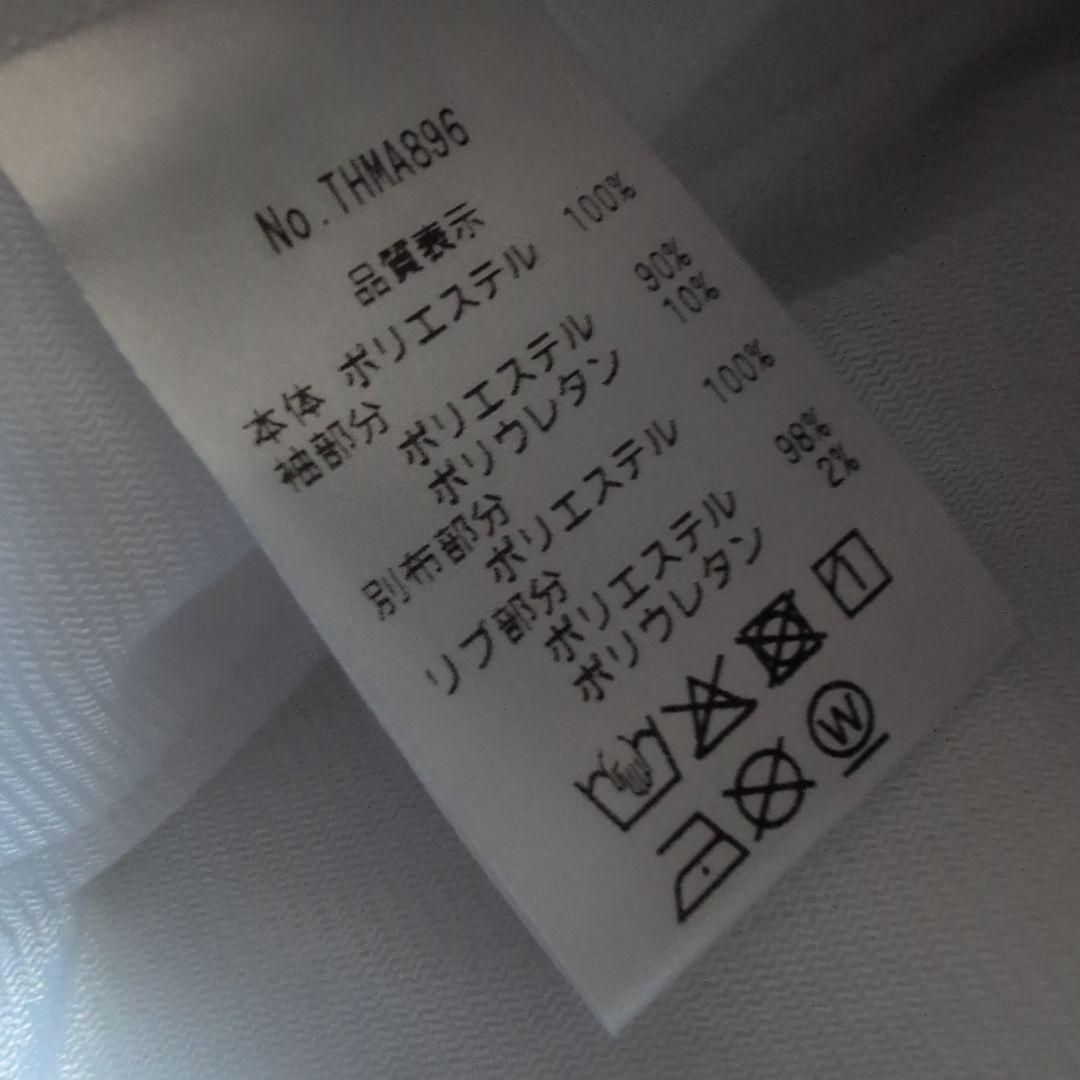 No.THMA896
品質表示
本体 ポリエステル 100%
袖部分
ポリエステル 90%
ポリウレタン 10%
別布部分
ポリエステル 100%
リブ部分
ポリエステル 98%
ポリウレタン 2%
W